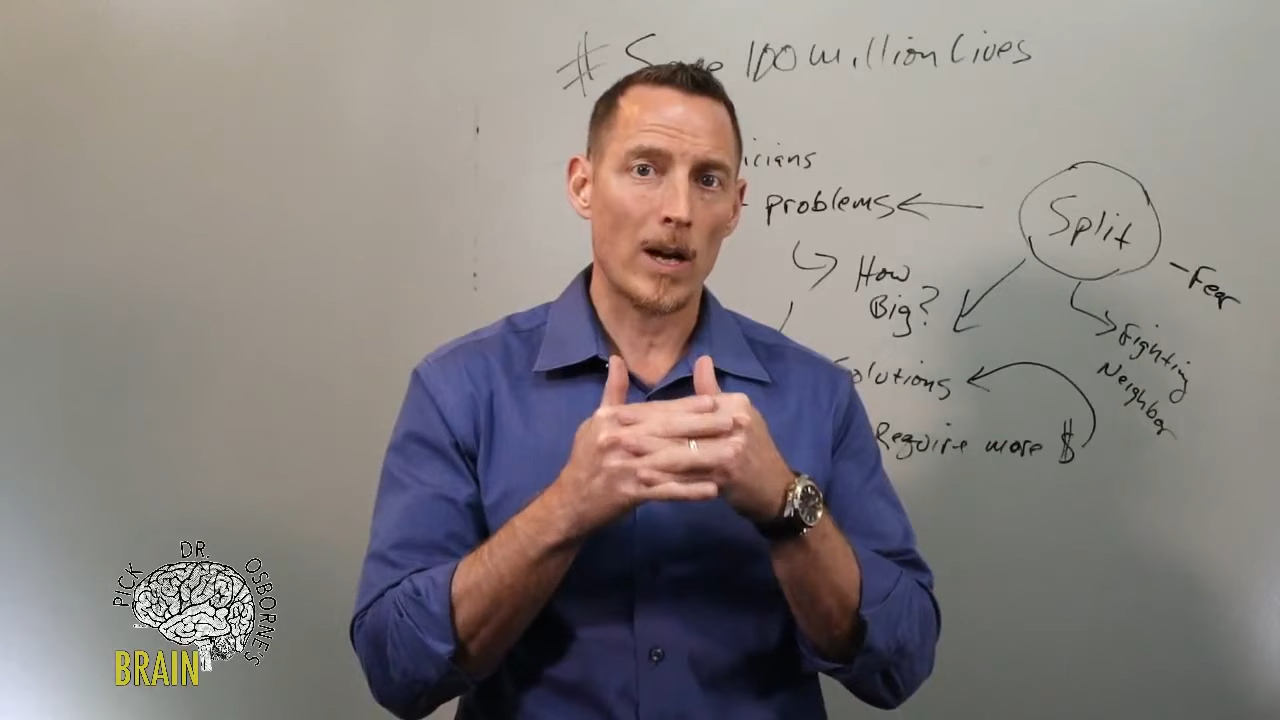 # Save 100 million Lives
icians
problems
Split
How
Big?
- Fear
Fighting
Neighbor
Solutions
Require more $
PICK DR. OSBORNE'S
BRAIN